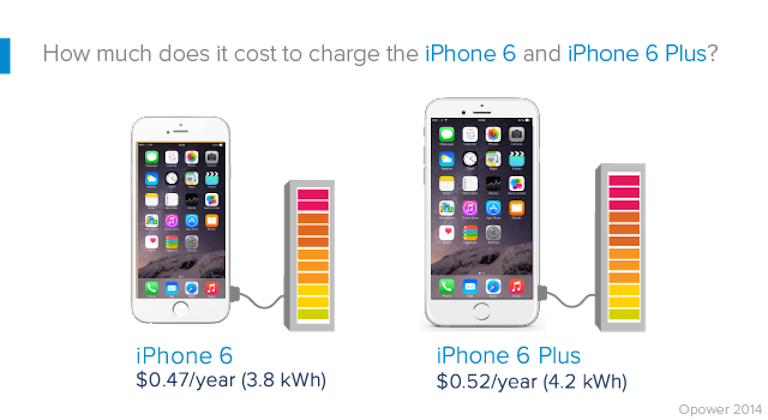 How much does it cost to charge the iPhone 6 and iPhone 6 Plus?
iPhone 6
$0.47/year (3.8 kWh)
iPhone 6 Plus
$0.52/year (4.2 kWh)
Opower 2014